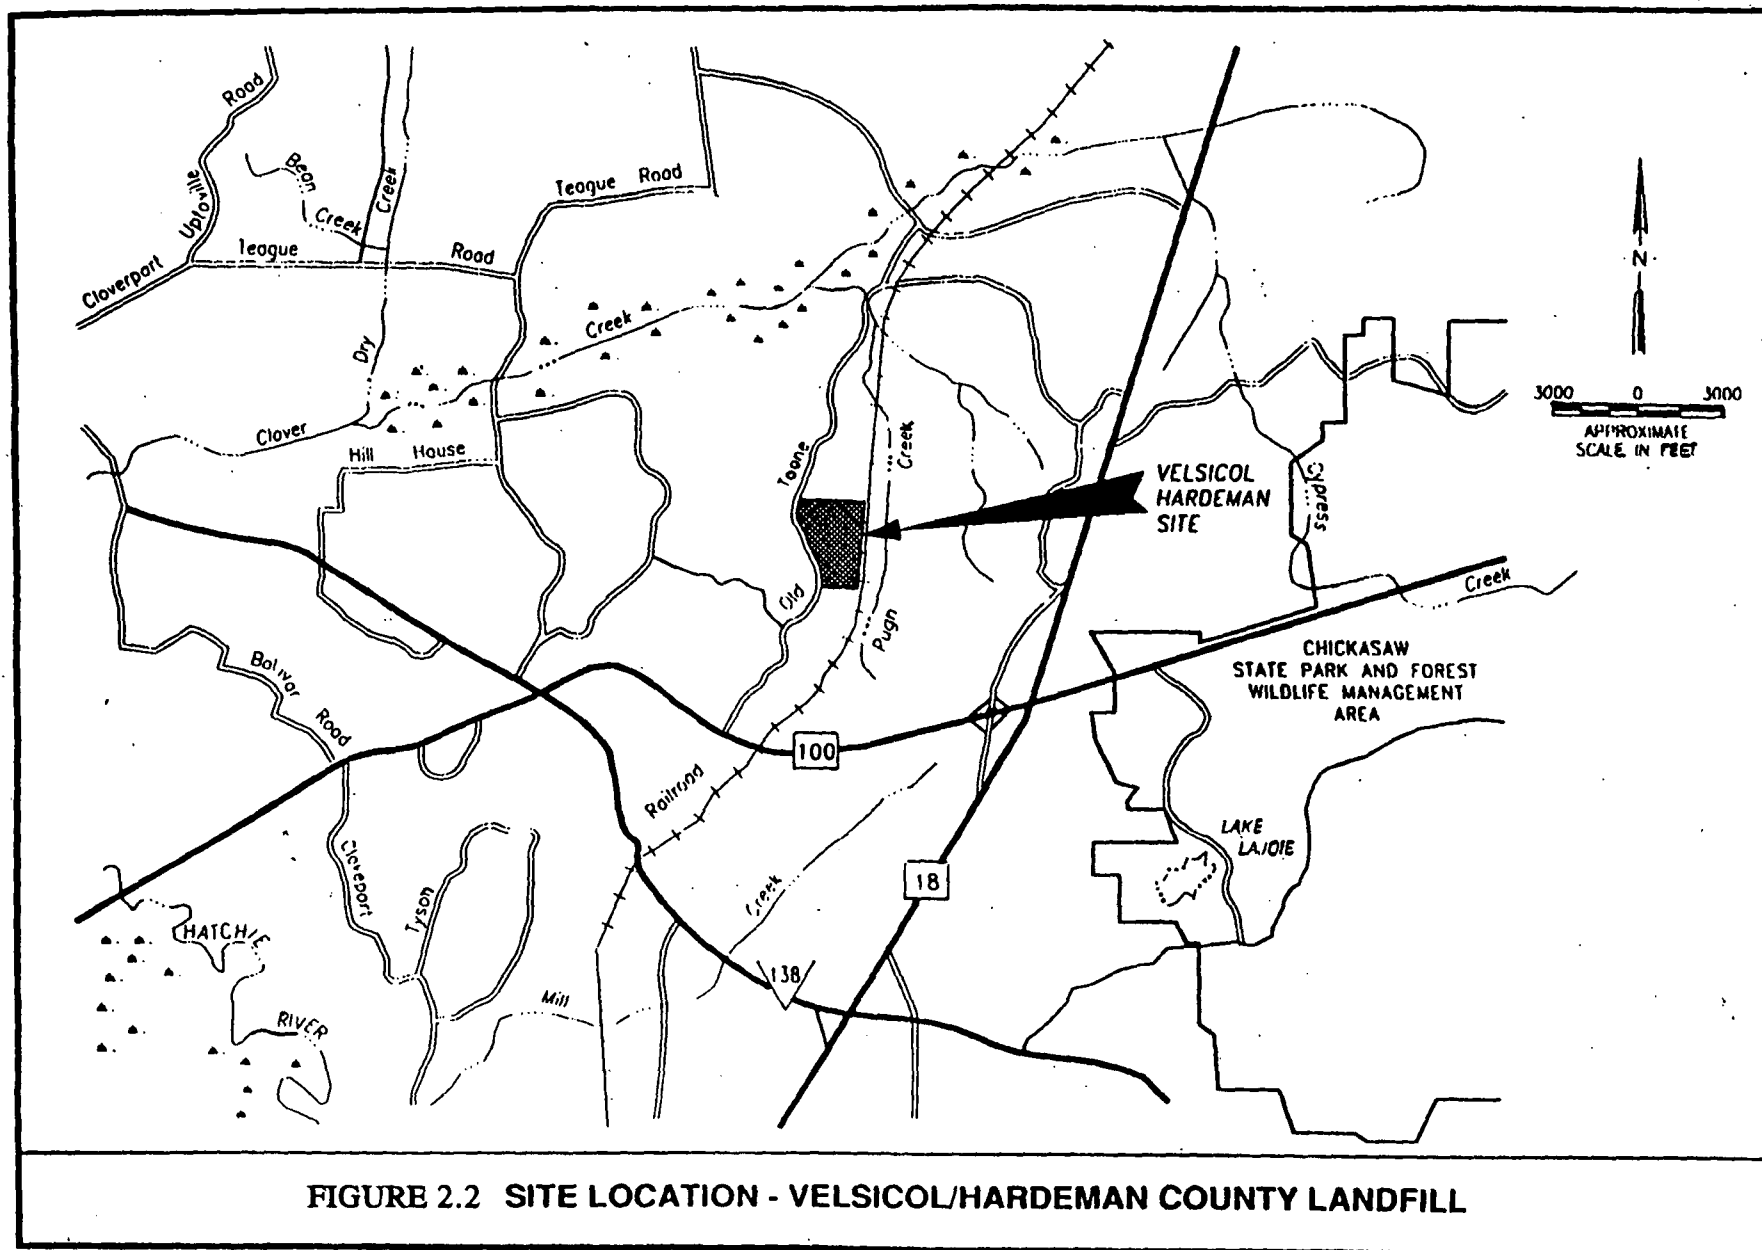 Road
Uptoville
Cloverport
Bean
Creek
Creek
Teague
Road
Teague Road
Dry
Creek
Clover
Hill House
Toone
Old
Creek
Pugh
VELSICOL
HARDEMAN
SITE
N
3000 0 3000
APPROXIMATE
SCALE IN FEET
Cypress
Creek
CHICKASAW
STATE PARK AND FOREST
WILDLIFE MANAGEMENT
AREA
Bolivar
Road
100
Railroad
LAKE
LAJOIE
18
Cloverport
Tyson
Creek
138
Mill
HATCHIE
RIVER
FIGURE 2.2 SITE LOCATION - VELSICOL/HARDEMAN COUNTY LANDFILL